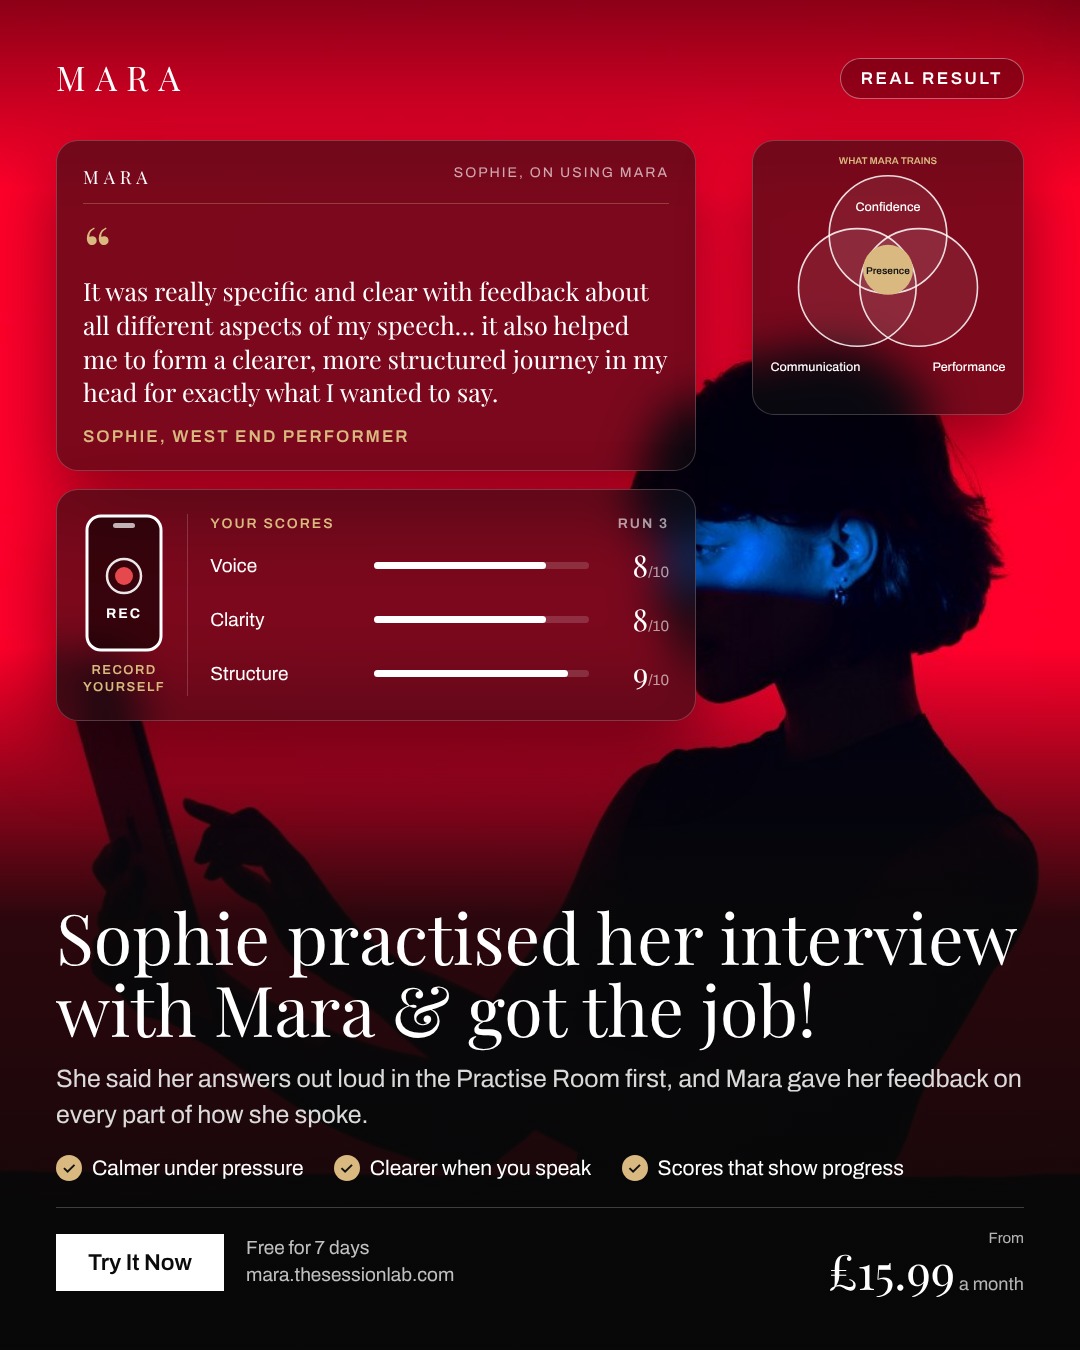 MARA
REAL RESULT
MARA
SOPHIE, ON USING MARA
“
It was really specific and clear with feedback about
all different aspects of my speech... it also helped
me to form a clearer, more structured journey in my
head for exactly what I wanted to say.
SOPHIE, WEST END PERFORMER
WHAT MARA TRAINS
Confidence
Presence
Communication
Performance
REC
RECORD
YOURSELF
YOUR SCORES
RUN 3
Voice
8/10
Clarity
8/10
Structure
9/10
Sophie practised her interview
with Mara & got the job!
She said her answers out loud in the Practise Room first, and Mara gave her feedback on
every part of how she spoke.
Calmer under pressure
Clearer when you speak
Scores that show progress
Try It Now
Free for 7 days
mara.thesessionlab.com
From
£15.99 a month